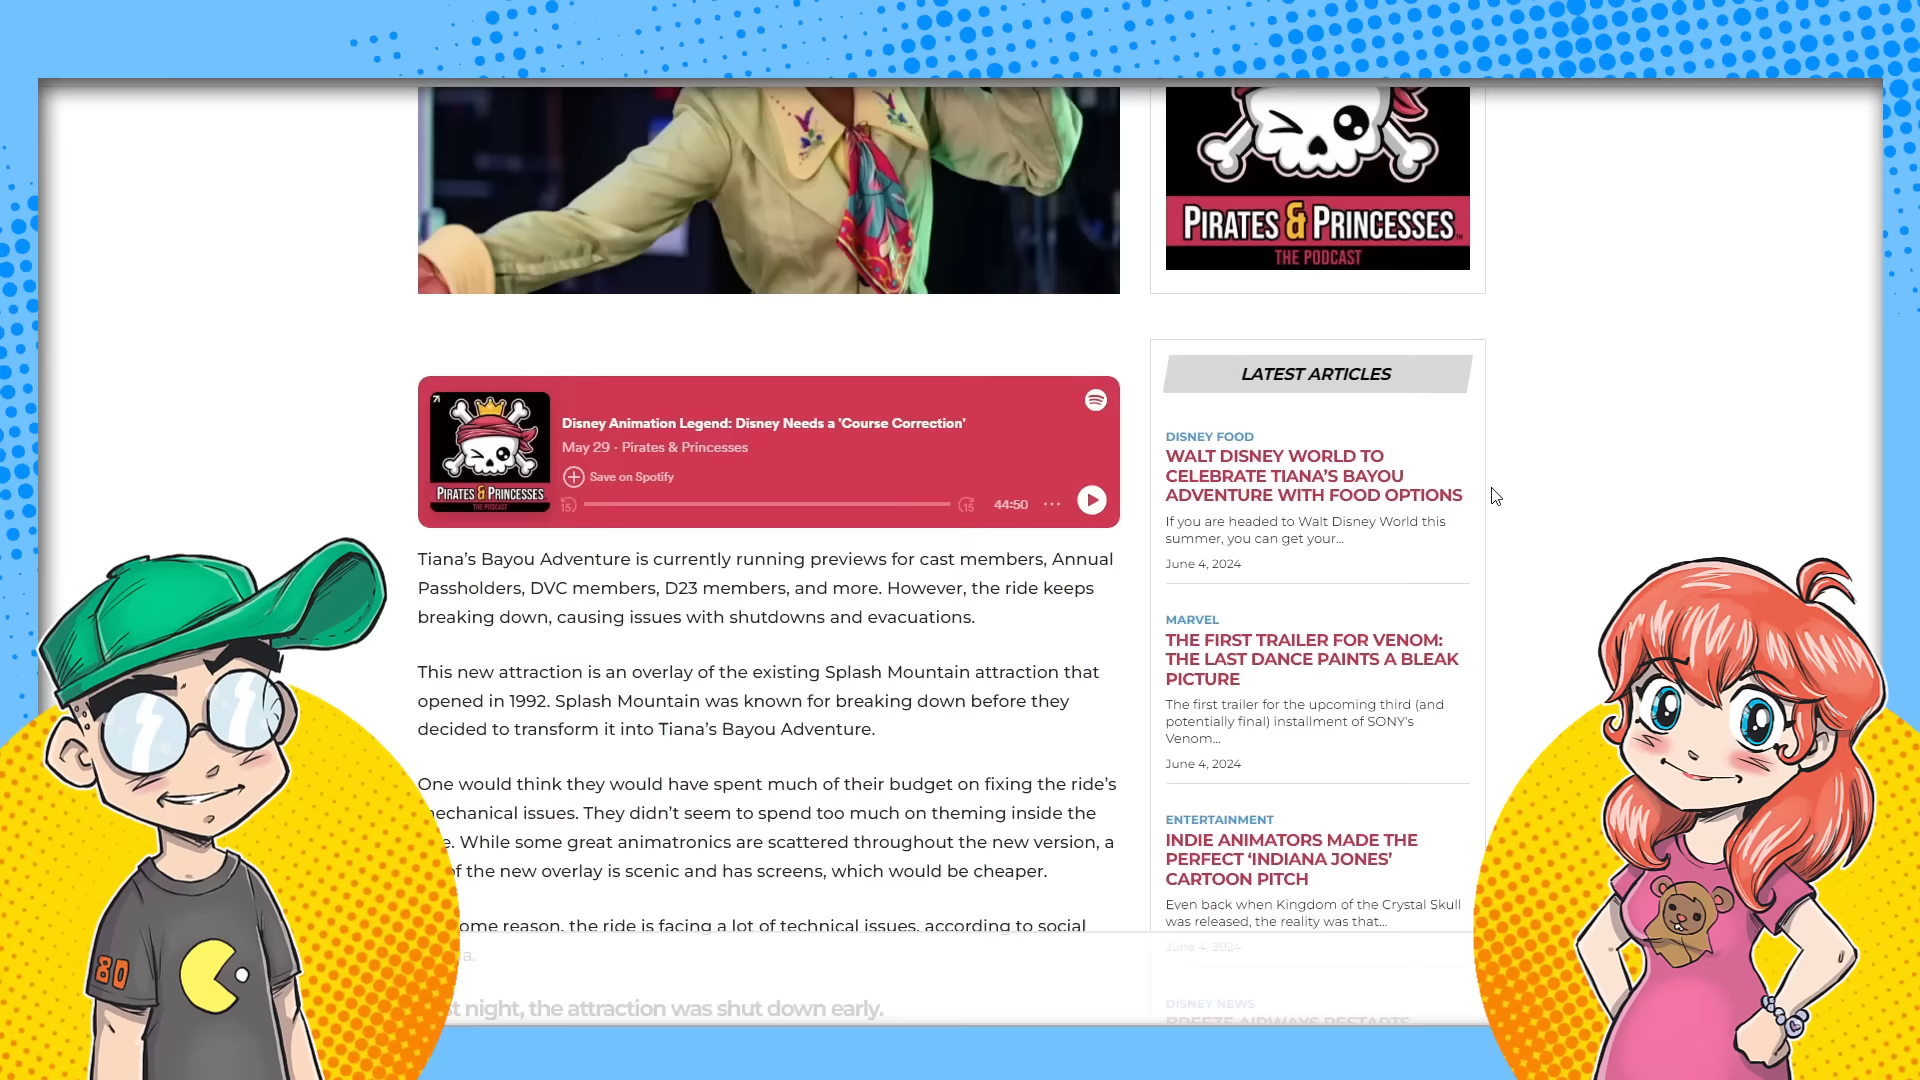 PIRATES & PRINCESSES™
THE PODCAST
LATEST ARTICLES
Disney Animation Legend: Disney Needs a 'Course Correction'
May 29 · Pirates & Princesses
Save on Spotify
PIRATES & PRINCESSES
THE PODCAST
15
15
44:50
Tiana’s Bayou Adventure is currently running previews for cast members, Annual
Passholders, DVC members, D23 members, and more. However, the ride keeps
breaking down, causing issues with shutdowns and evacuations.
This new attraction is an overlay of the existing Splash Mountain attraction that
opened in 1992. Splash Mountain was known for breaking down before they
decided to transform it into Tiana’s Bayou Adventure.
One would think they would have spent much of their budget on fixing the ride’s
mechanical issues. They didn’t seem to spend too much on theming inside the
While some great animatronics are scattered throughout the new version, a
of the new overlay is scenic and has screens, which would be cheaper.
some reason, the ride is facing a lot of technical issues, according to social
night, the attraction was shut down early.
DISNEY FOOD
WALT DISNEY WORLD TO
CELEBRATE TIANA’S BAYOU
ADVENTURE WITH FOOD OPTIONS
If you are headed to Walt Disney World this
summer, you can get your...
June 4, 2024
MARVEL
THE FIRST TRAILER FOR VENOM:
THE LAST DANCE PAINTS A BLEAK
PICTURE
The first trailer for the upcoming third (and
potentially final) installment of SONY's
Venom...
June 4, 2024
ENTERTAINMENT
INDIE ANIMATORS MADE THE
PERFECT ‘INDIANA JONES’
CARTOON PITCH
Even back when Kingdom of the Crystal Skull
was released, the reality was that...
June 4, 2024
DISNEY NEWS
BREEZE AIRWAYS RESTARTS
80